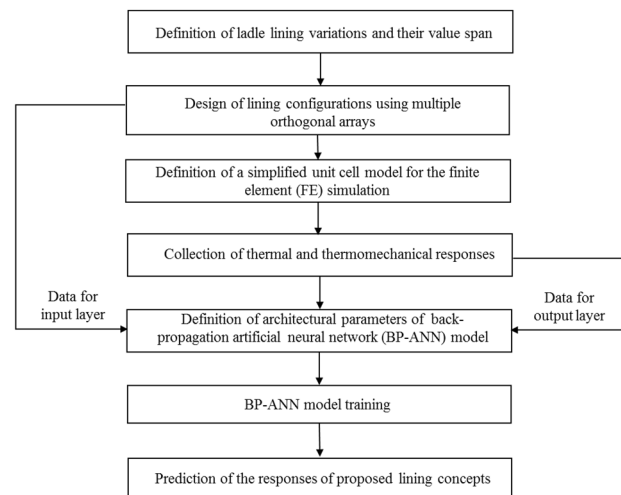 Definition of ladle lining variations and their value span
Design of lining configurations using multiple
orthogonal arrays
Definition of a simplified unit cell model for the finite
element (FE) simulation
Collection of thermal and thermomechanical responses
Data for
input layer
Data for
output layer
Definition of architectural parameters of back-
propagation artificial neural network (BP-ANN) model
BP-ANN model training
Prediction of the responses of proposed lining concepts